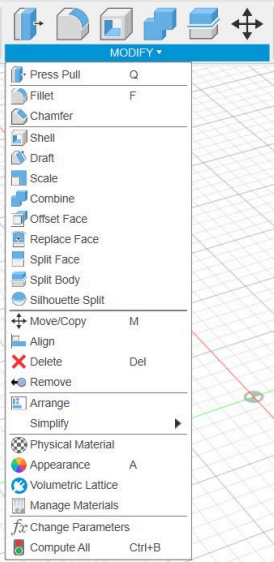 MODIFY ▾
Press Pull Q
Fillet F
Chamfer
Shell
Draft
Scale
Combine
Offset Face
Replace Face
Split Face
Split Body
Silhouette Split
Move/Copy M
Align
Delete Del
Remove
Arrange
Simplify
Physical Material
Appearance A
Volumetric Lattice
Manage Materials
fx Change Parameters
Compute All Ctrl+B